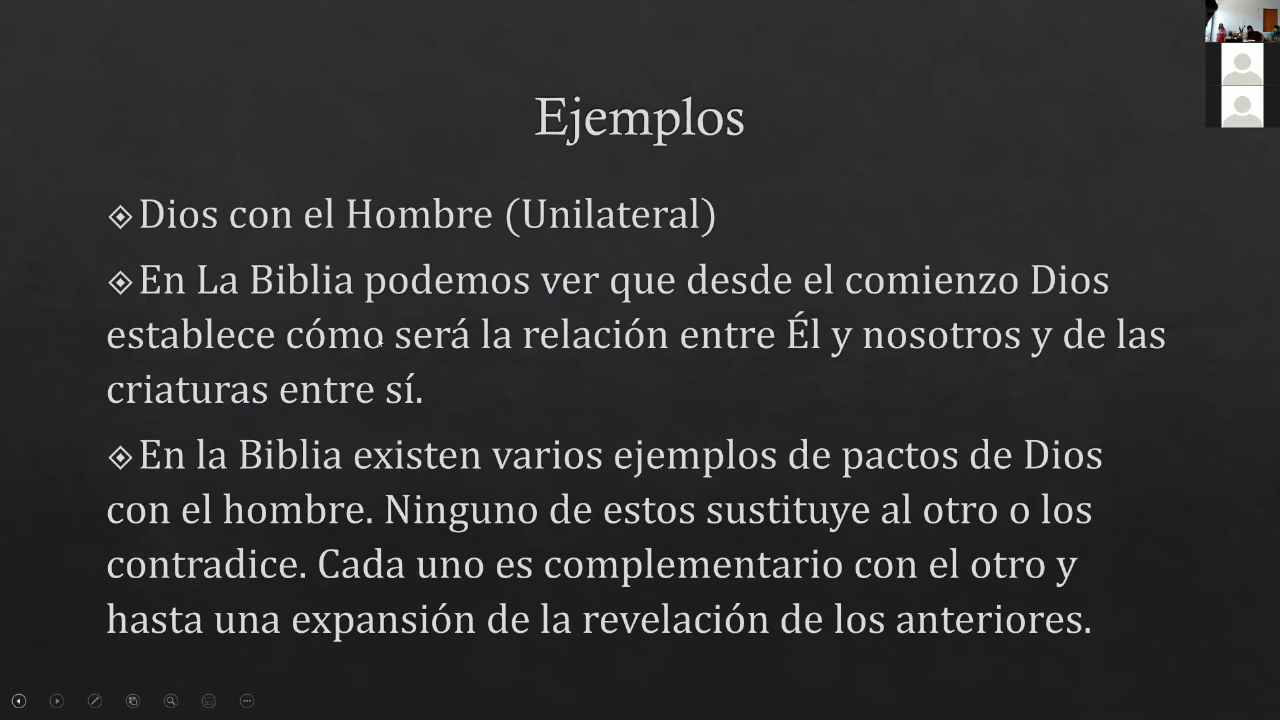 Ejemplos
Dios con el Hombre (Unilateral)
En La Biblia podemos ver que desde el comienzo Dios
establece cómo será la relación entre Él y nosotros y de las
criaturas entre sí.
En la Biblia existen varios ejemplos de pactos de Dios
con el hombre. Ninguno de estos sustituye al otro o los
contradice. Cada uno es complementario con el otro y
hasta una expansión de la revelación de los anteriores.